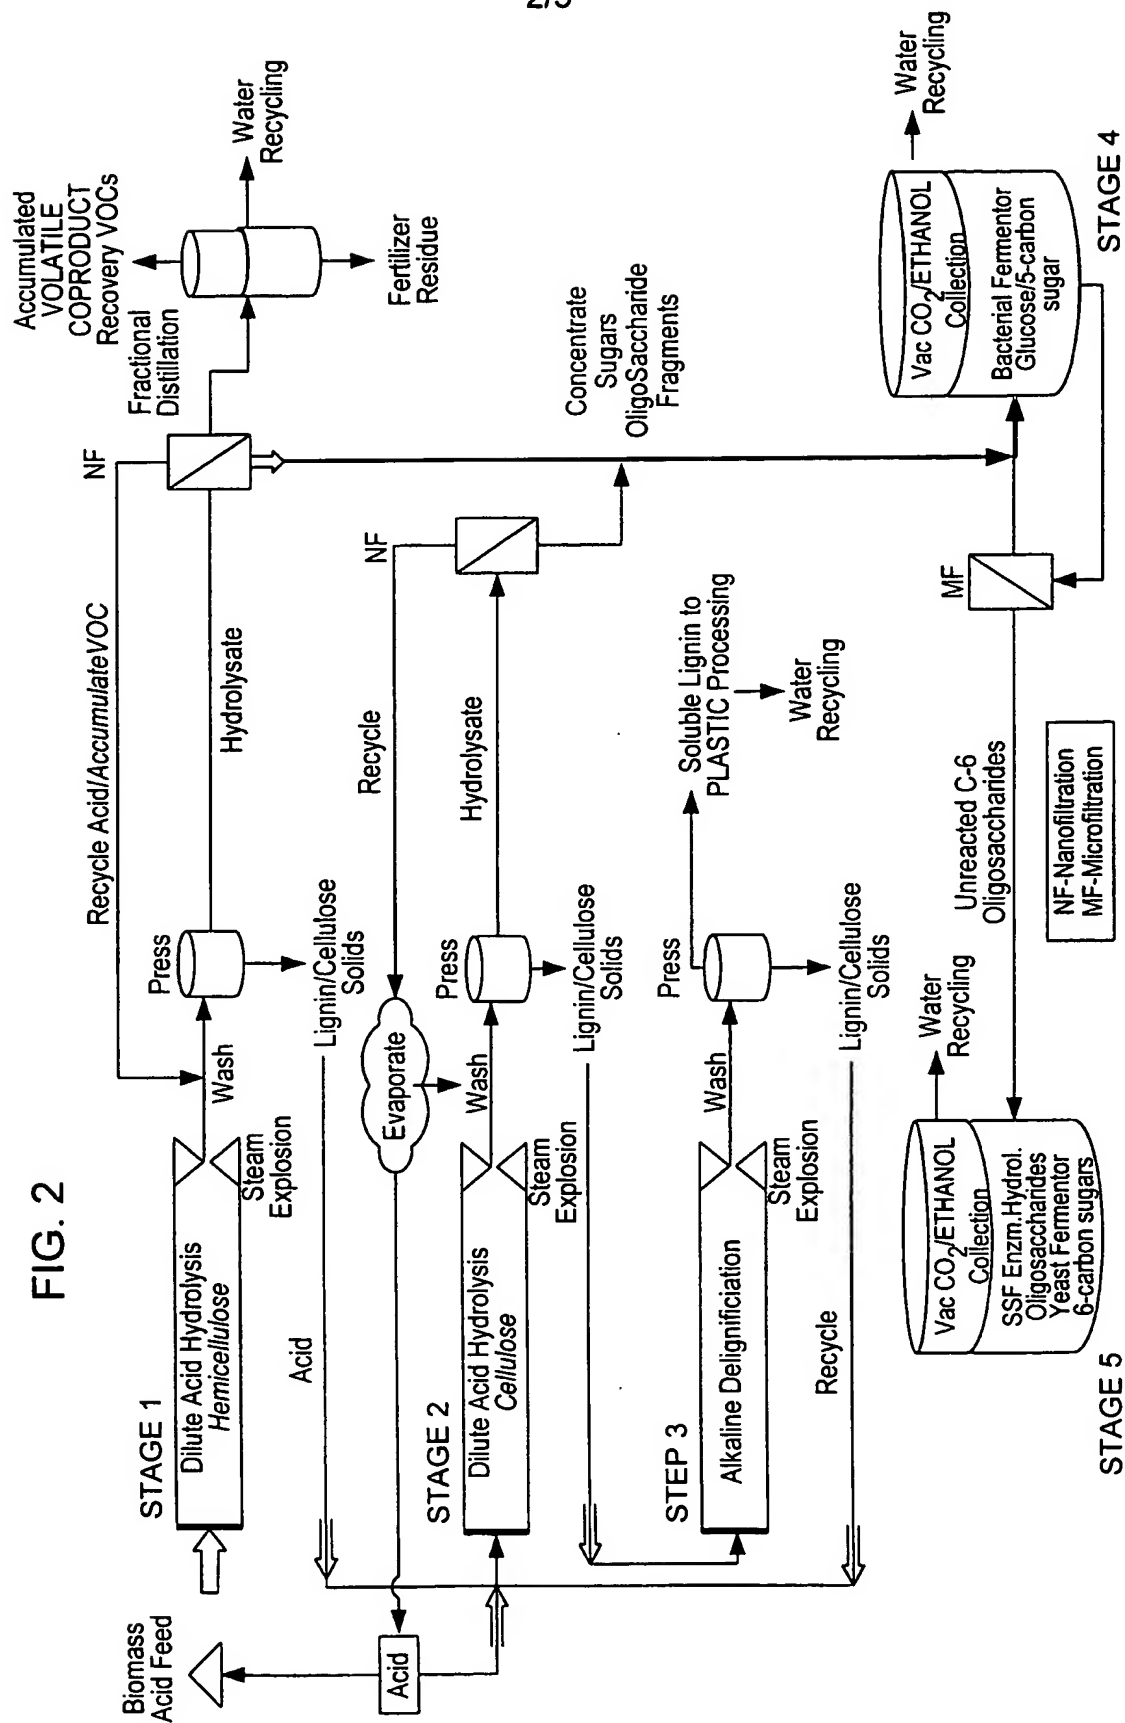 2/5
FIG. 2
Biomass
Acid Feed
STAGE 1
Dilute Acid Hydrolysis
Hemicellulose
Steam
Explosion
Wash
Press
Recycle Acid/AccumulateVOC
Hydrolysate
NF
Fractional
Distillation
Accumulated
VOLATILE
COPRODUCT
Recovery VOCs
Water
Recycling
Fertilizer
Residue
Lignin/Cellulose
Solids
Acid
Acid
Evaporate
Recycle
NF
STAGE 2
Dilute Acid Hydrolysis
Cellulose
Steam
Explosion
Wash
Press
Hydrolysate
Concentrate
Sugars
OligoSaccharide
Fragments
Lignin/Cellulose
Solids
STEP 3
Alkaline Delignificiation
Steam
Explosion
Wash
Press
Soluble Lignin to
PLASTIC Processing
Water
Recycling
Lignin/Cellulose
Solids
Recycle
STAGE 5
Vac CO2/ETHANOL
Collection
SSF Enzm.Hydrol.
Oligosaccharides
Yeast Fermentor
6-carbon sugars
Water
Recycling
Unreacted C-6
Oligosaccharides
MF
NF-Nanofiltration
MF-Microfiltration
Vac CO2/ETHANOL
Collection
Bacterial Fermentor
Glucose/5-carbon
sugar
Water
Recycling
STAGE 4